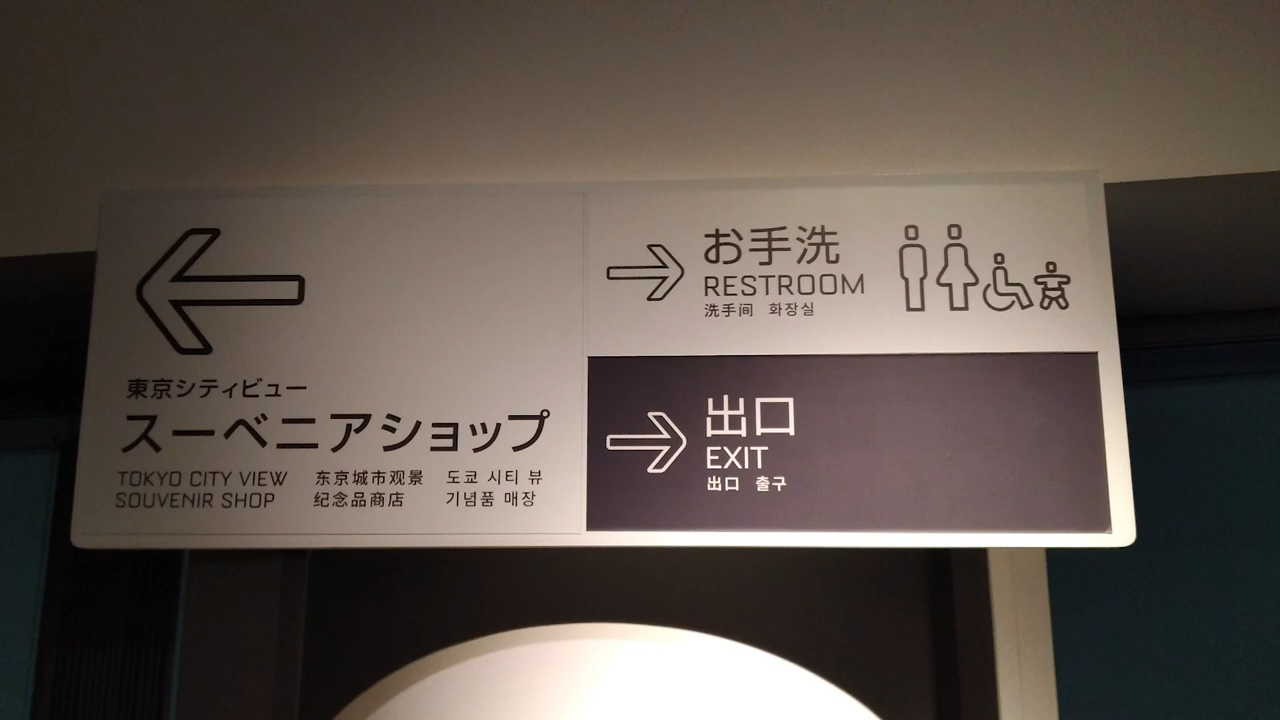 東京シティビュー
スーベニアショップ
TOKYO CITY VIEW
SOUVENIR SHOP
东京城市观景
纪念品商店
도쿄 시티 뷰
기념품 매장
お手洗
RESTROOM
洗手间 화장실
出口
EXIT
出口 출구